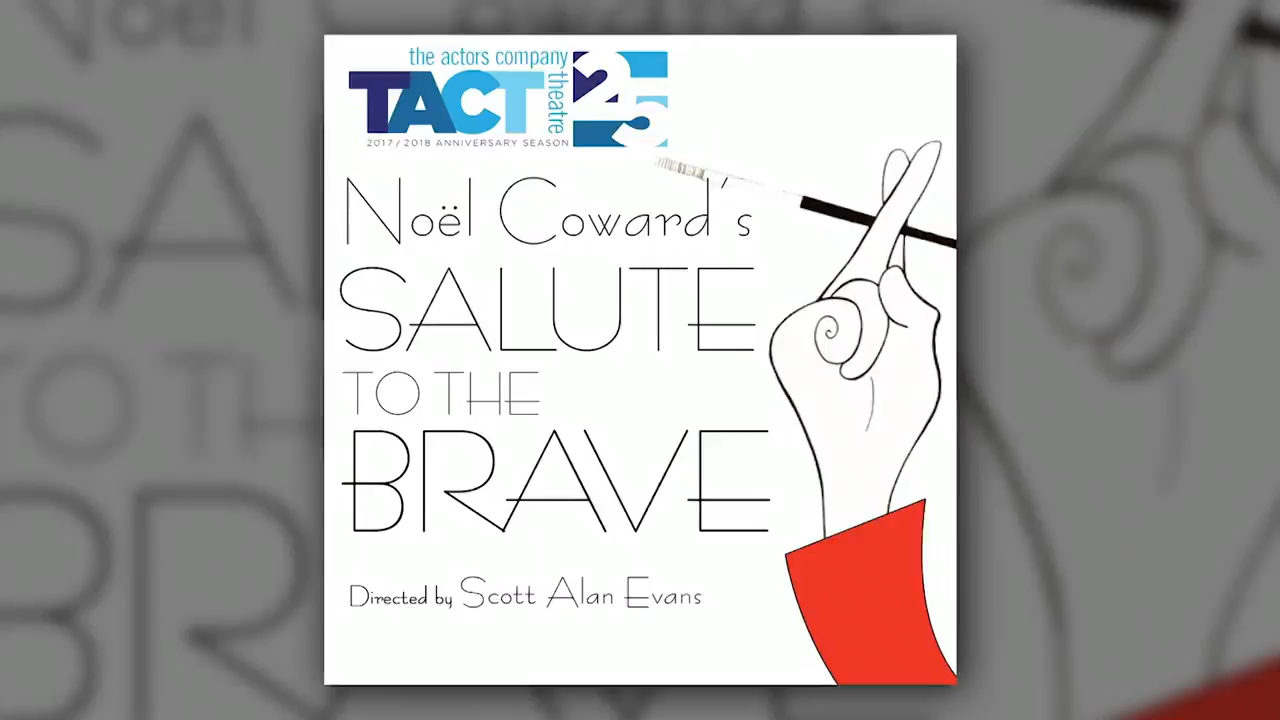 the actors company
TACT
theatre
25
2017/2018 ANNIVERSARY SEASON
Noël Coward's
SALUTE
TO THE
BRAVE
Directed by Scott Alan Evans